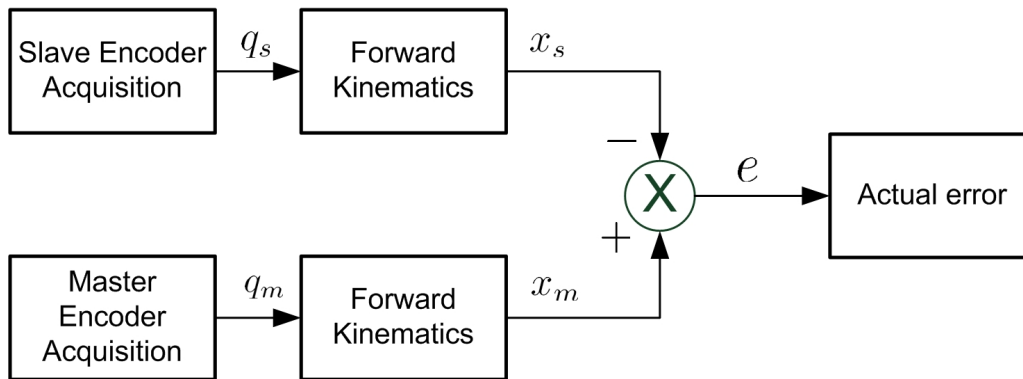 Slave Encoder
Acquisition
q_s
Forward
Kinematics
x_s
−
X
e
Actual error
+
Master
Encoder
Acquisition
q_m
Forward
Kinematics
x_m